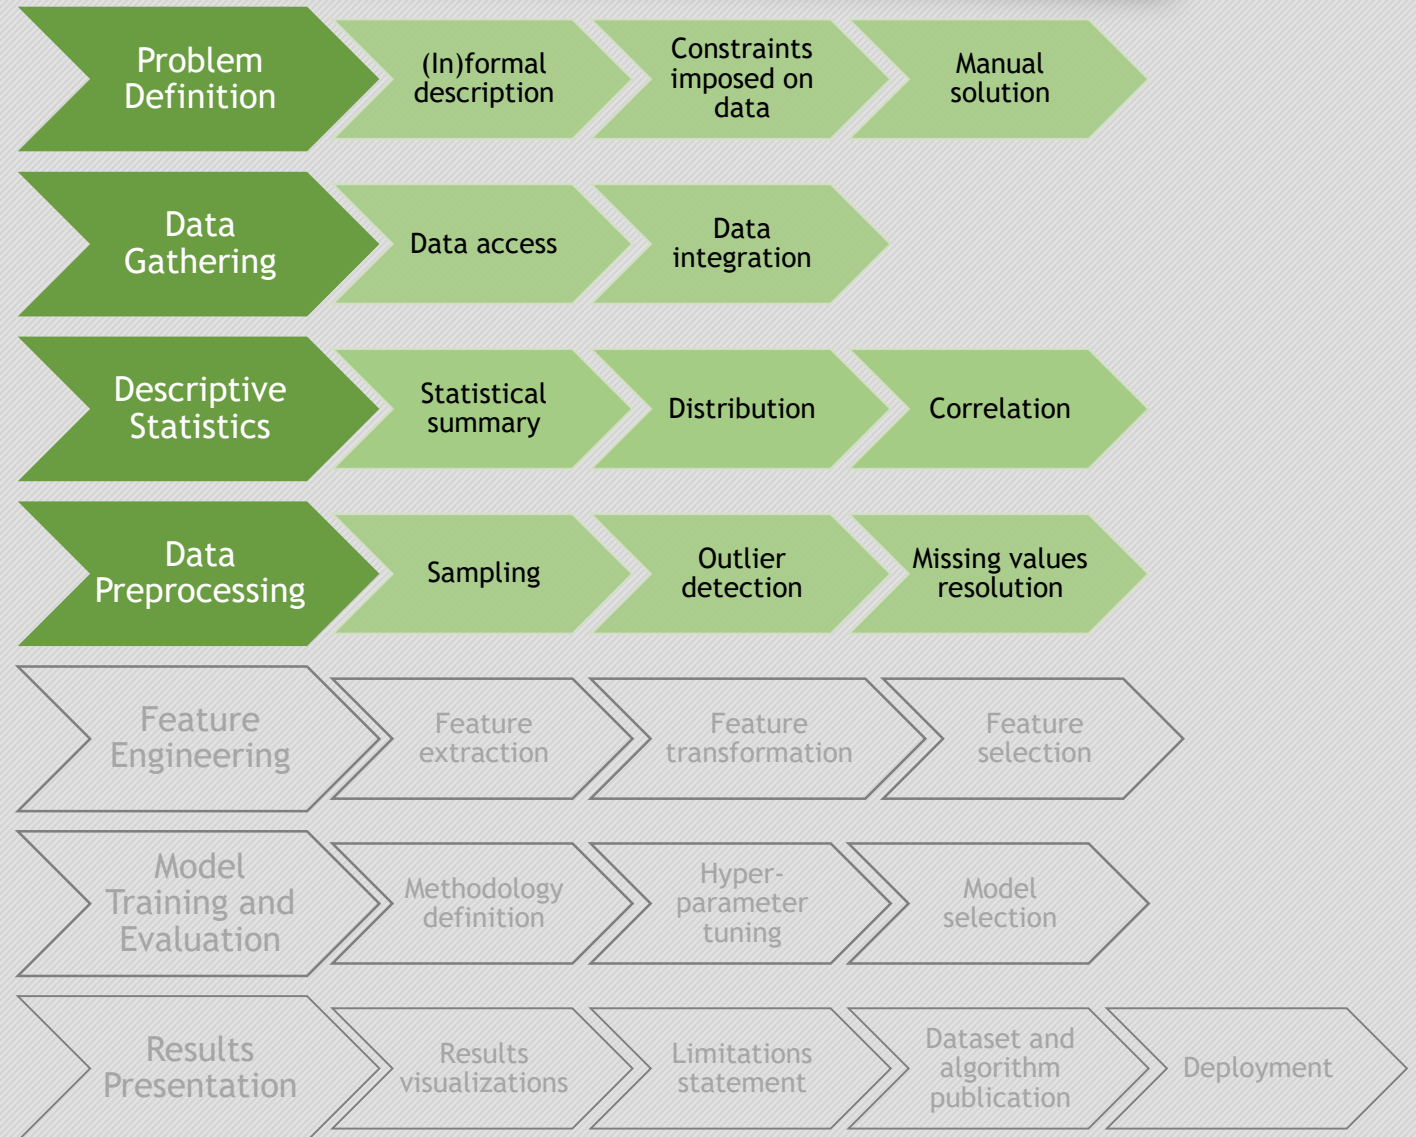 Problem
Definition
(In)formal
description
Constraints
imposed on
data
Manual
solution
Data
Gathering
Data access
Data
integration
Descriptive
Statistics
Statistical
summary
Distribution
Correlation
Data
Preprocessing
Sampling
Outlier
detection
Missing values
resolution
Feature
Engineering
Feature
extraction
Feature
transformation
Feature
selection
Model
Training and
Evaluation
Methodology
definition
Hyper-
parameter
tuning
Model
selection
Results
Presentation
Results
visualizations
Limitations
statement
Dataset and
algorithm
publication
Deployment